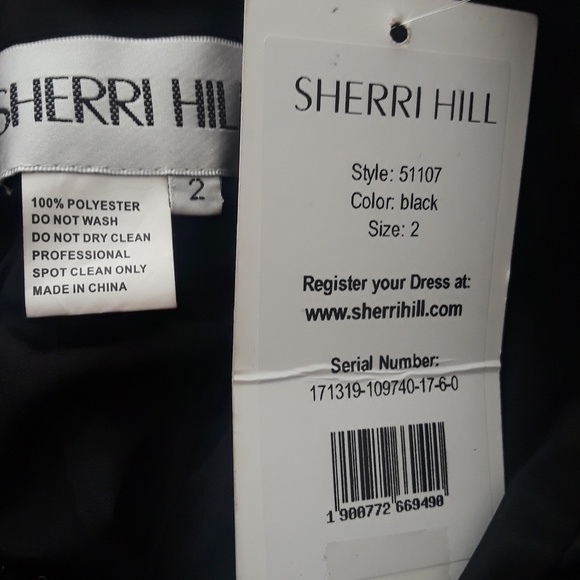 SHERRI HIL
2
100% POLYESTER
DO NOT WASH
DO NOT DRY CLEAN
PROFESSIONAL
SPOT CLEAN ONLY
MADE IN CHINA
SHERRI HILL
Style: 51107
Color: black
Size: 2
Register your Dress at:
www.sherrihill.com
Serial Number:
171319-109740-17-6-0
1 900772 669490